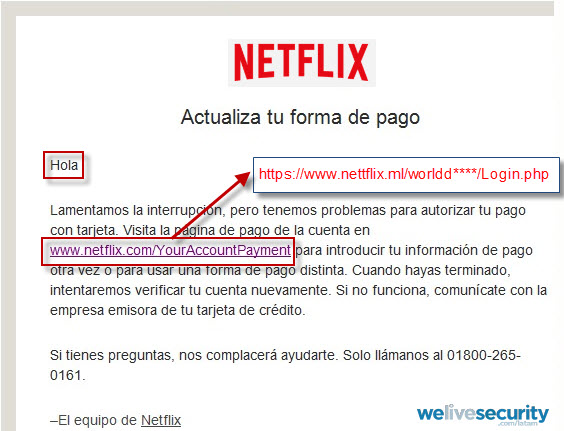 NETFLIX
Actualiza tu forma de pago
Hola
https://www.nettflix.ml/worldd****/Login.php
Lamentamos la interrupción, pero tenemos problemas para autorizar tu pago
con tarjeta. Visita la página de pago de la cuenta en
www.netflix.com/YourAccountPayment para introducir tu información de pago
otra vez o para usar una forma de pago distinta. Cuando hayas terminado,
intentaremos verificar tu cuenta nuevamente. Si no funciona, comunícate con la
empresa emisora de tu tarjeta de crédito.
Si tienes preguntas, nos complacerá ayudarte. Solo llámanos al 01800-265-
0161.
–El equipo de Netflix
welivesecurity
.com/latam